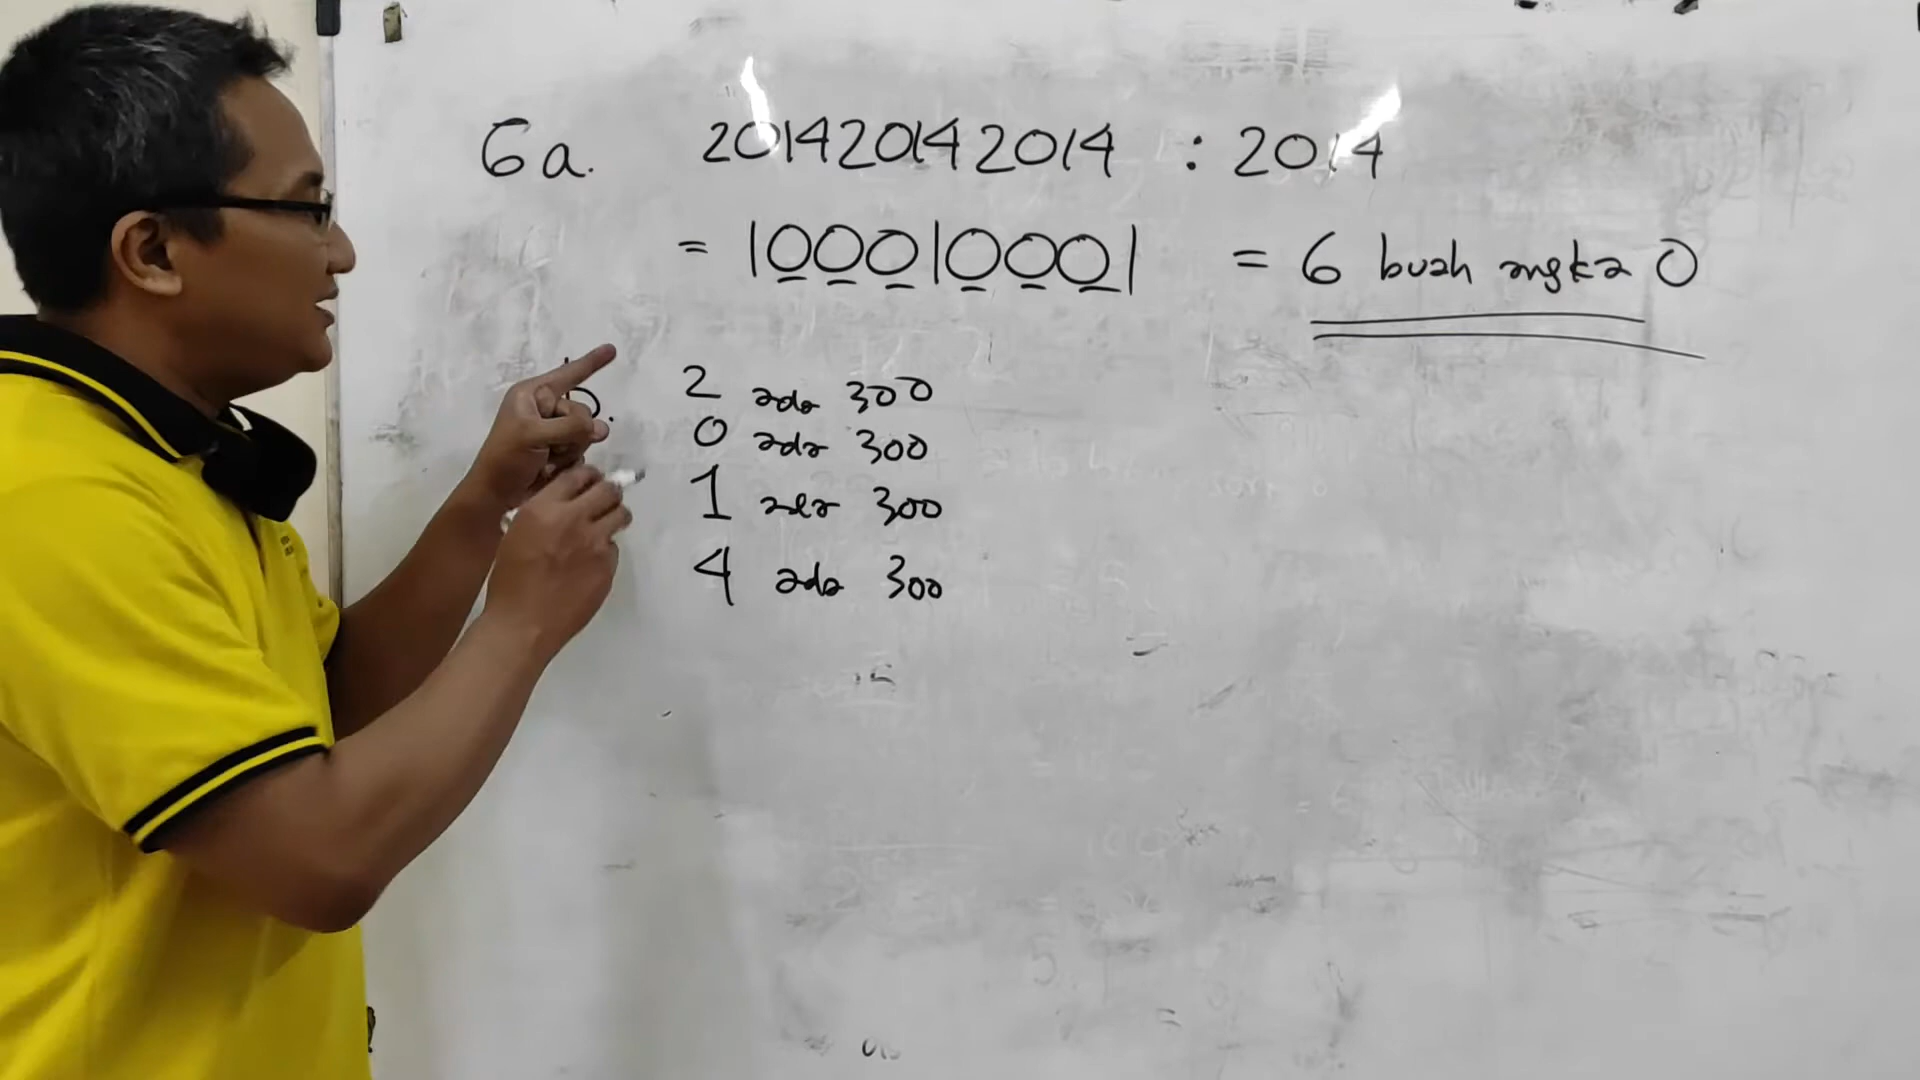 6a. 201420142014 : 2014
= 100010001 = 6 buah angka 0
b. 2 ada 300
0 ada 300
1 ada 300
4 ada 300